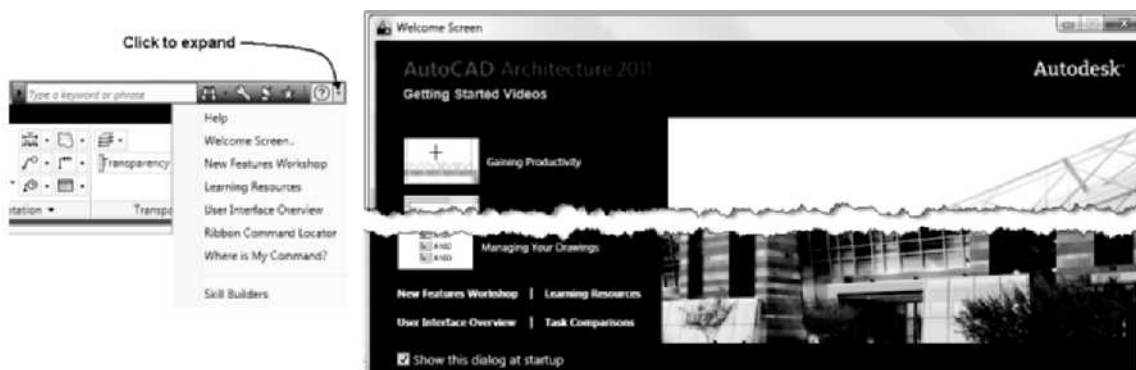 Click to expand
Type a keyword or phrase
Help
Welcome Screen...
New Features Workshop
Learning Resources
User Interface Overview
Ribbon Command Locator
Where is My Command?
Skill Builders
Transparency
Transpa
Welcome Screen
AutoCAD Architecture 2011
Autodesk
Getting Started Videos
Gaining Productivity
Managing Your Drawings
New Features Workshop | Learning Resources
User Interface Overview | Task Comparisons
Show this dialog at startup